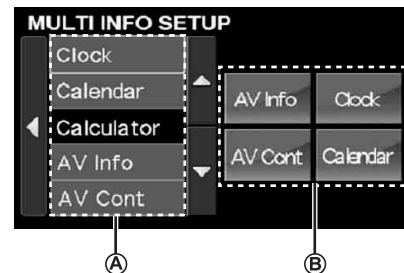 MULTI INFO SETUP
Clock
Calendar
Calculator
AV Info
AV Cont
AV Info Clock
AV Cont Calendar
A B